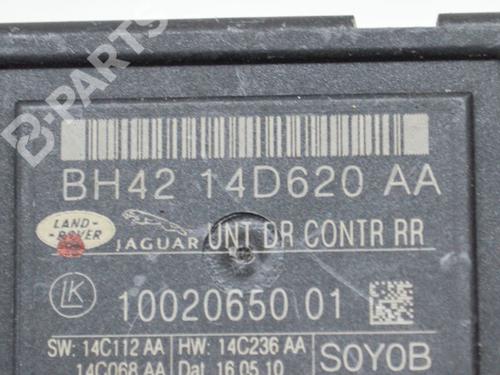 B-PARTS
BH42 14D620 AA
LAND-
-ROVER
JAGUAR UNT DR CONTR RR
LK 10020650 01
SW: 14C112 AA HW: 14C236 AA SOYOB
14C068 AA Dat 16.05.10